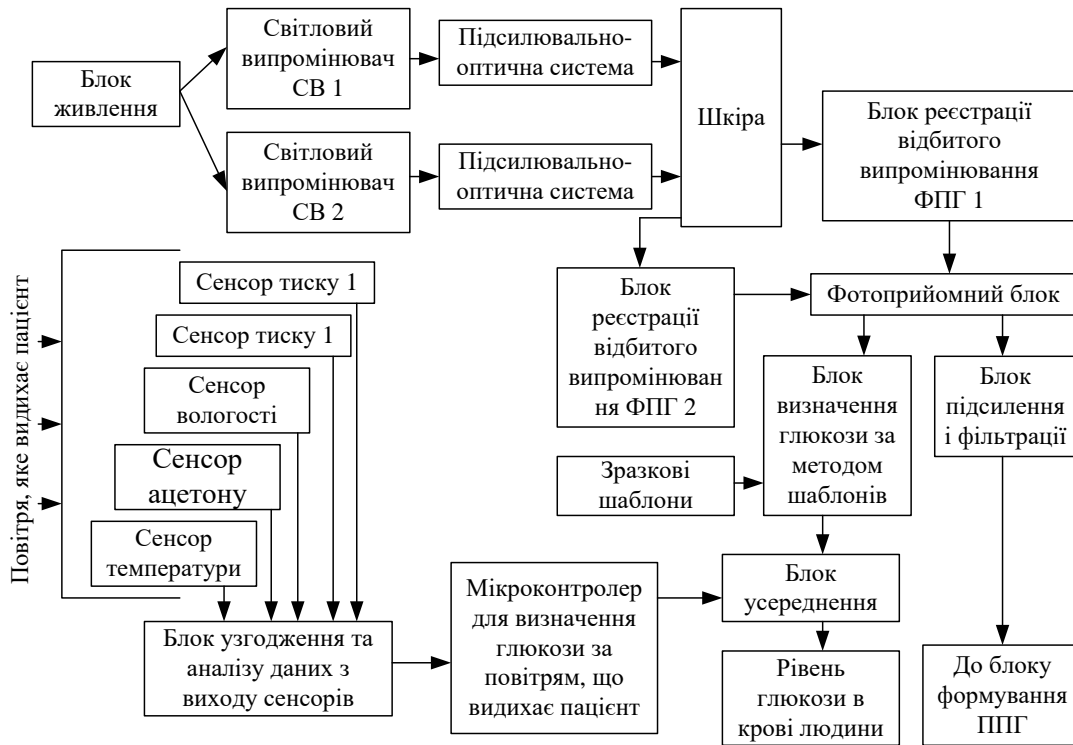 Блок
живлення
Світловий
випромінювач
СВ 1
Підсилювально-
оптична система
Світловий
випромінювач
СВ 2
Підсилювально-
оптична система
Шкіра
Блок реєстрації
відбитого
випромінювання
ФПГ 1
Повітря, яке видихає пацієнт
Сенсор тиску 1
Сенсор тиску 1
Сенсор
вологості
Сенсор
ацетону
Сенсор
температури
Блок
реєстрації
відбитого
випромінюван
ня ФПГ 2
Фотоприйомний блок
Блок
визначення
глюкози за
методом
шаблонів
Блок
підсилення
і фільтрації
Зразкові
шаблони
Блок узгодження та
аналізу даних з
виходу сенсорів
Мікроконтролер
для визначення
глюкози за
повітрям, що
видихає пацієнт
Блок
усереднення
Рівень
глюкози в
крові людини
До блоку
формування
ППГ